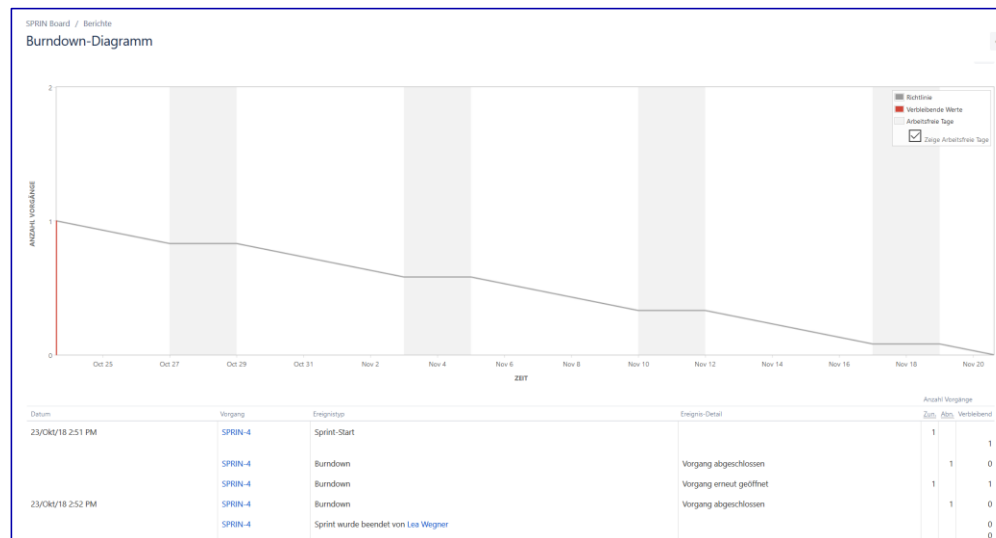 SPRIN Board / Berichte
Burndown-Diagramm
2
1
0
ANZAHL VORGÄNGE
Richtlinie
Verbleibende Werte
Arbeitsfreie Tage
Zeige Arbeitsfreie Tage
Oct 25 Oct 27 Oct 29 Oct 31 Nov 2 Nov 4 Nov 6 Nov 8 Nov 10 Nov 12 Nov 14 Nov 16 Nov 18 Nov 20
ZEIT
Anzahl Vorgänge
Datum Vorgang Ereignistyp Ereignis-Detail Zun. Abn. Verbleibend
23/Okt/18 2:51 PM SPRIN-4 Sprint-Start 1
1
SPRIN-4 Burndown Vorgang abgeschlossen 1 0
SPRIN-4 Burndown Vorgang erneut geöffnet 1 1
23/Okt/18 2:52 PM SPRIN-4 Burndown Vorgang abgeschlossen 1 0
SPRIN-4 Sprint wurde beendet von Lea Wegner 0
0